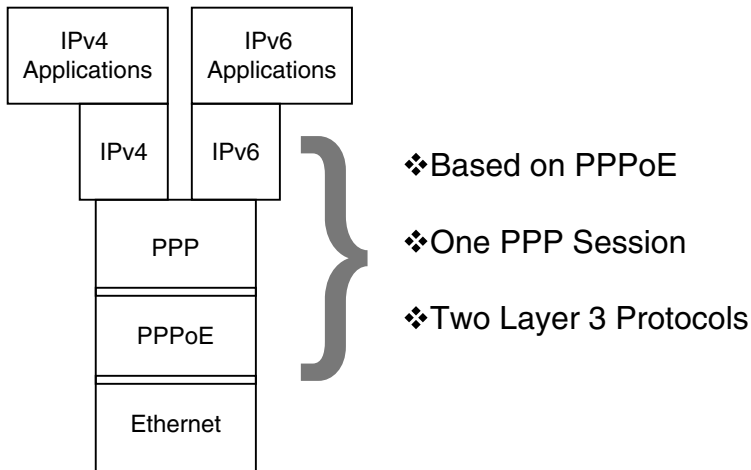 IPv4
Applications
IPv6
Applications
IPv4
IPv6
PPP
PPPoE
Ethernet
❖Based on PPPoE
❖One PPP Session
❖Two Layer 3 Protocols